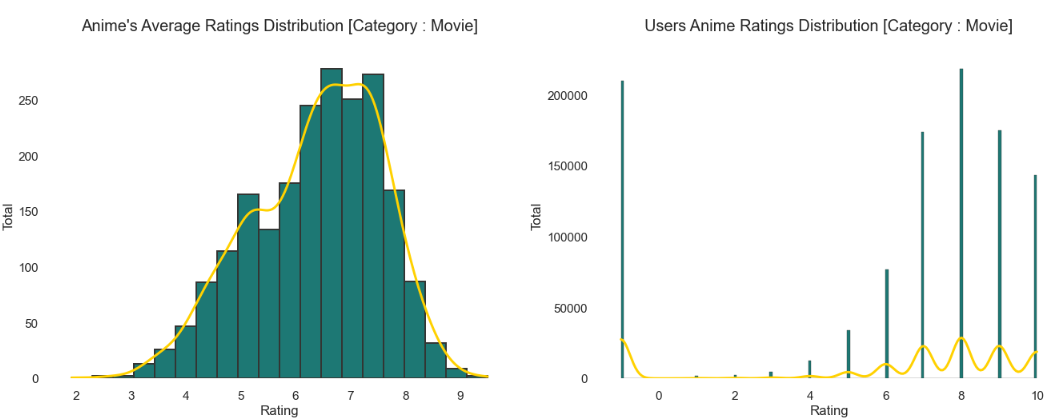 Anime's Average Ratings Distribution [Category : Movie]
250
200
150
100
50
0
Total
2 3 4 5 6 7 8 9
Rating
Users Anime Ratings Distribution [Category : Movie]
200000
150000
100000
50000
0
Total
0 2 4 6 8 10
Rating